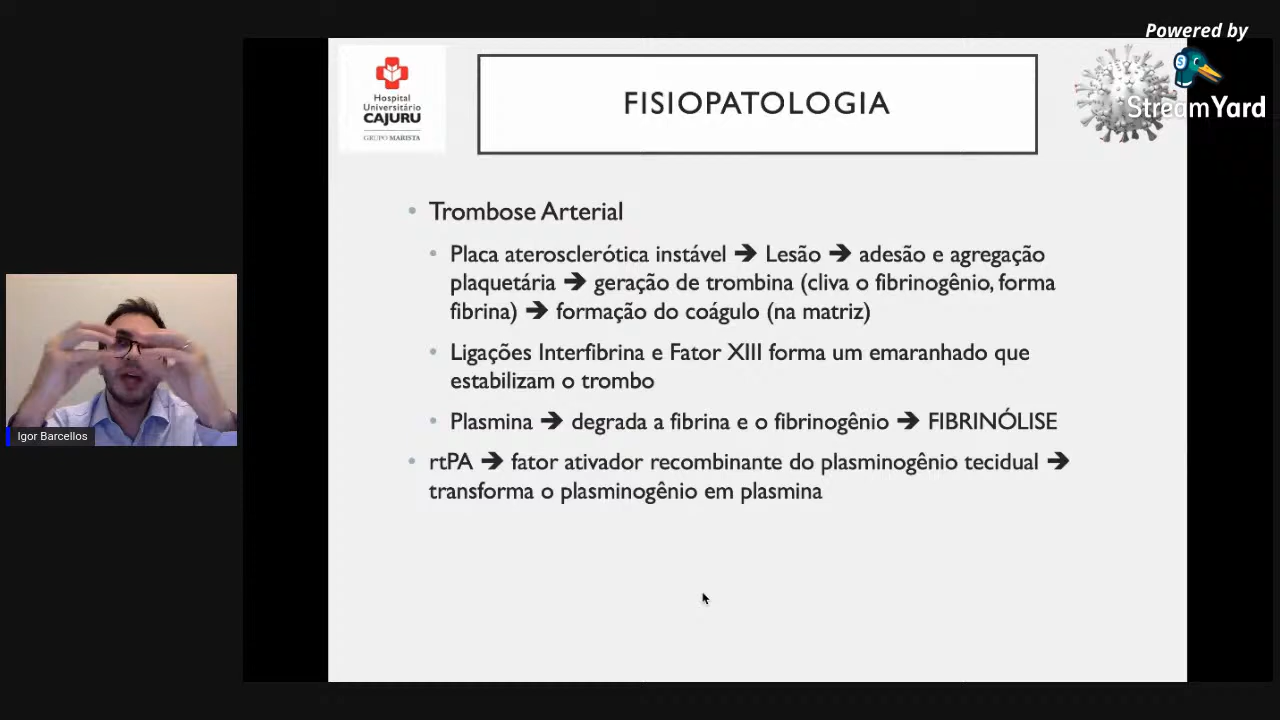 Powered by
StreamYard
Hospital
Universitário
CAJURU
GRUPO MARISTA
FISIOPATOLOGIA
• Trombose Arterial
• Placa aterosclerótica instável ➔ Lesão ➔ adesão e agregação
plaquetária ➔ geração de trombina (cliva o fibrinogênio, forma
fibrina) ➔ formação do coágulo (na matriz)
• Ligações Interfibrina e Fator XIII forma um emaranhado que
estabilizam o trombo
• Plasmina ➔ degrada a fibrina e o fibrinogênio ➔ FIBRINÓLISE
• rtPA ➔ fator ativador recombinante do plasminogênio tecidual ➔
transforma o plasminogênio em plasmina
Igor Barcellos